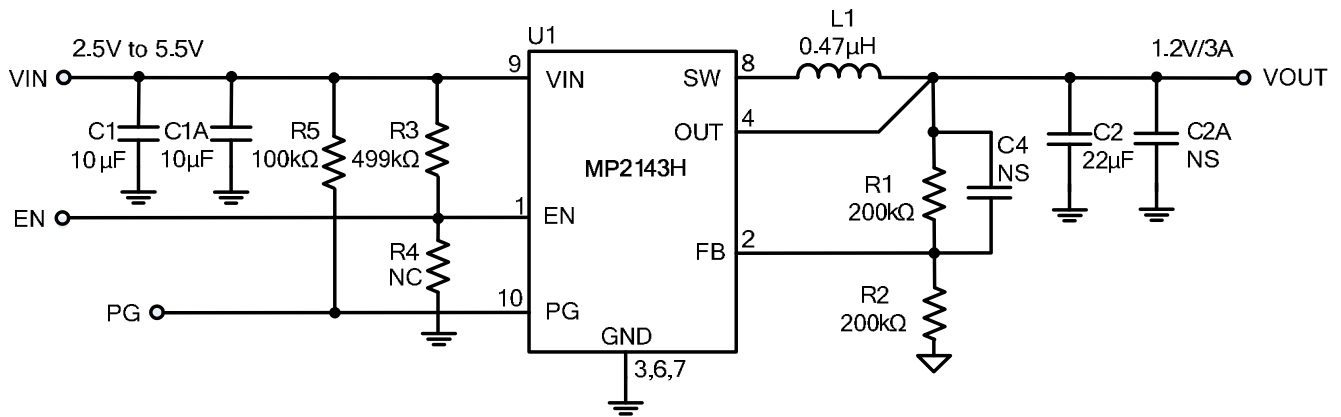 VIN
2.5V to 5.5V
C1
10μF
C1A
10μF
R5
100kΩ
R3
499kΩ
EN
R4
NC
PG
U1
9
VIN
1
EN
10
PG
MP2143H
SW
8
OUT
4
FB
2
GND
3,6,7
L1
0.47μH
1.2V/3A
VOUT
C4
NS
R1
200kΩ
R2
200kΩ
C2
22μF
C2A
NS